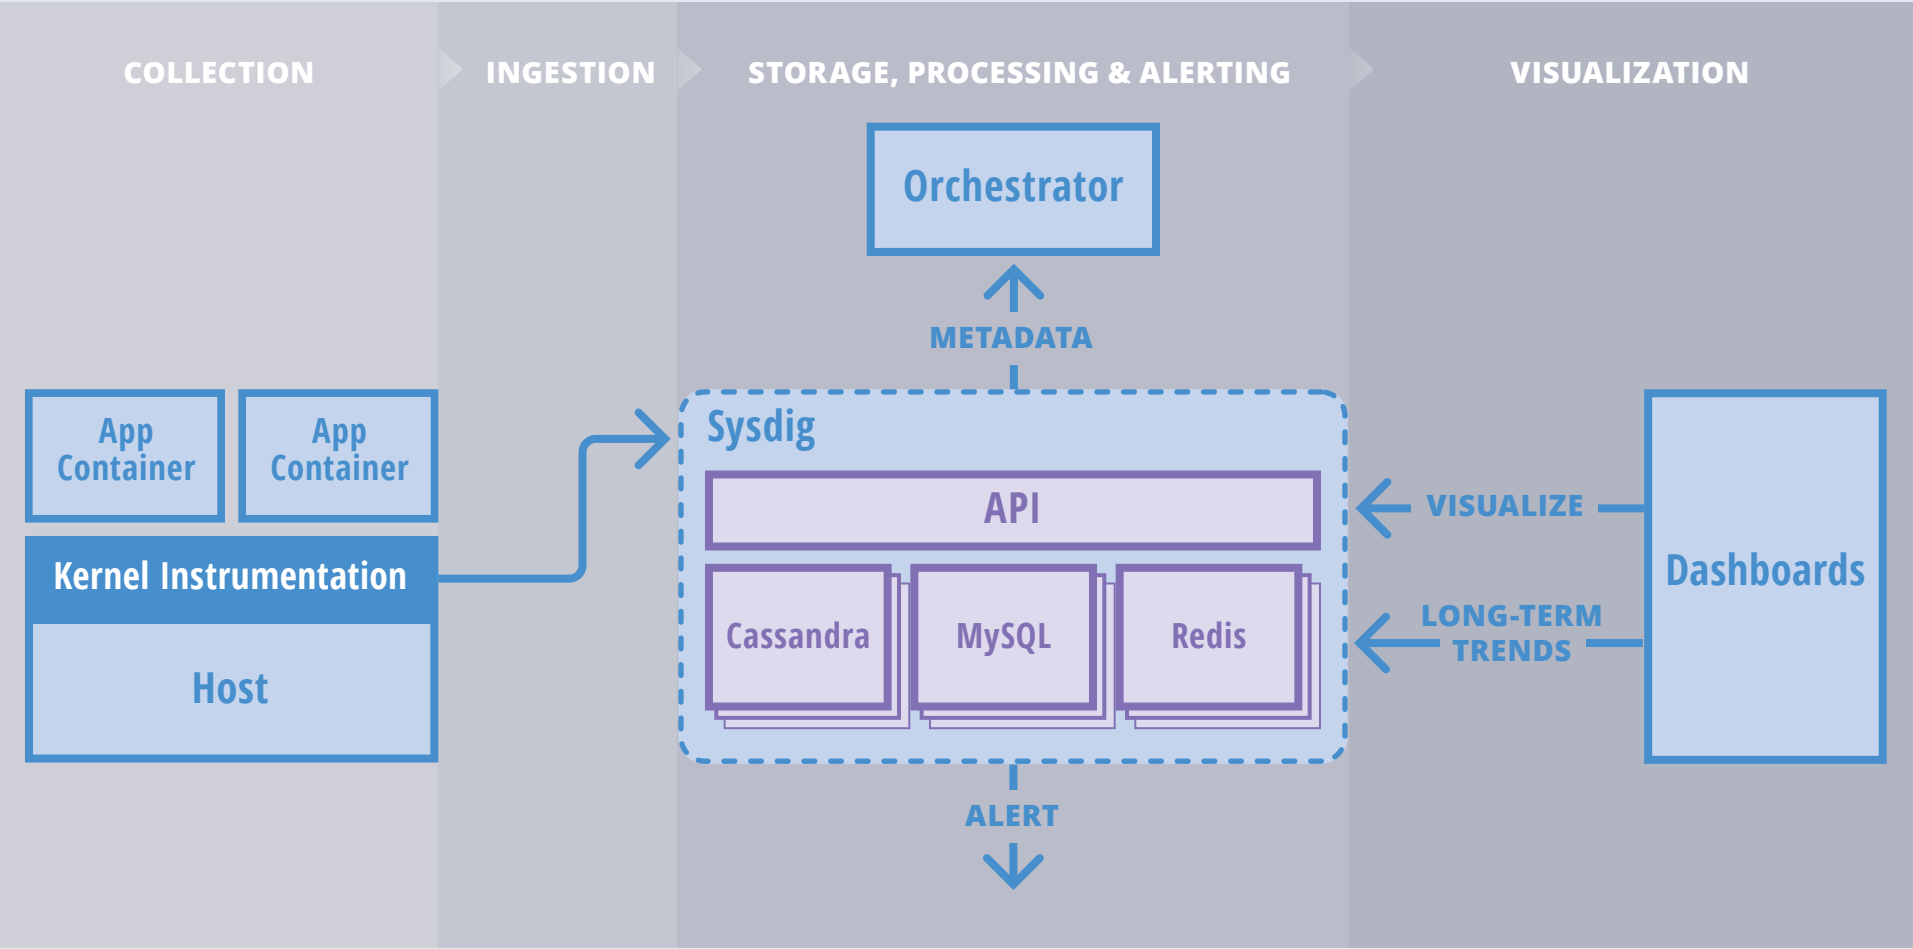 COLLECTION
INGESTION
STORAGE, PROCESSING & ALERTING
VISUALIZATION
Orchestrator
METADATA
App
Container
App
Container
Kernel Instrumentation
Host
Sysdig
API
Cassandra
MySQL
Redis
ALERT
VISUALIZE
LONG-TERM
TRENDS
Dashboards